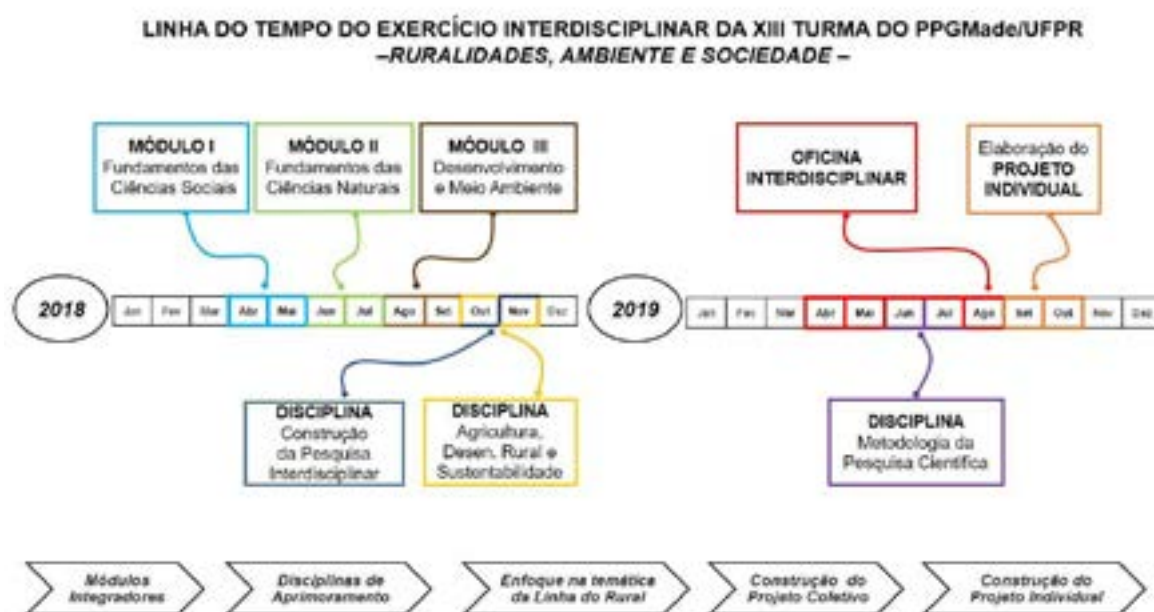 LINHA DO TEMPO DO EXERCÍCIO INTERDISCIPLINAR DA XIII TURMA DO PPGMade/UFPR
–RURALIDADES, AMBIENTE E SOCIEDADE –
MÓDULO I
Fundamentos das
Ciências Sociais
MÓDULO II
Fundamentos das
Ciências Naturais
MÓDULO III
Desenvolvimento
e Meio Ambiente
OFICINA
INTERDISCIPLINAR
Elaboração do
PROJETO
INDIVIDUAL
2018
Jan Fev Mar Abr Mai Jun Jul Ago Set Out Nov Dez
2019
Jan Fev Mar Abr Mai Jun Jul Ago Set Out Nov Dez
DISCIPLINA
Construção
da Pesquisa
Interdisciplinar
DISCIPLINA
Agricultura,
Desen. Rural e
Sustentabilidade
DISCIPLINA
Metodologia da
Pesquisa Científica
Módulos
Integradores
Disciplinas de
Aprimoramento
Enfoque na temática
da Linha do Rural
Construção do
Projeto Coletivo
Construção do
Projeto Individual